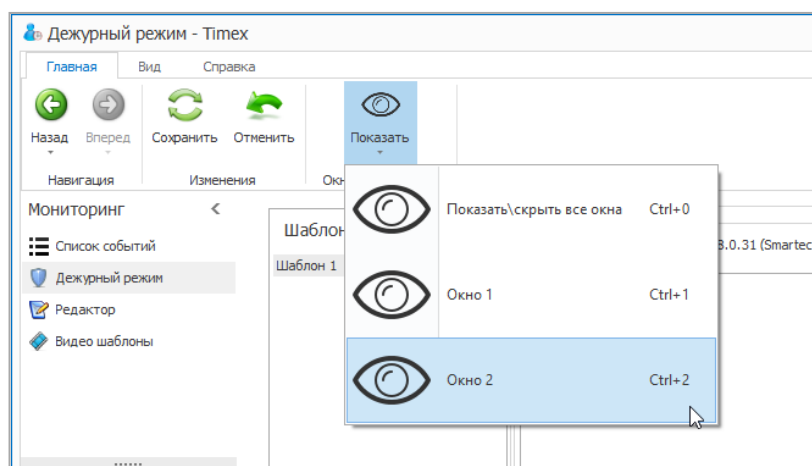 Дежурный режим - Timex
Главная Вид Справка
Назад Вперед Сохранить Отменить Показать
Навигация Изменения
Мониторинг
Список событий
Дежурный режим
Редактор
Видео шаблоны
Шаблон 1
Показать\скрыть все окна Ctrl+0
Окно 1 Ctrl+1
Окно 2 Ctrl+2
(Smartec